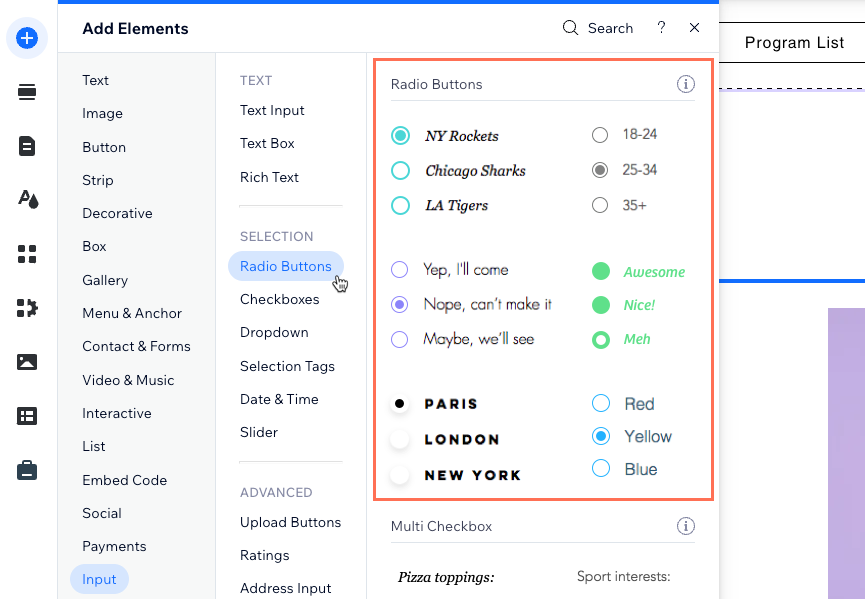 Add Elements
Search
?
Program List
Text
Image
Button
Strip
Decorative
Box
Gallery
Menu & Anchor
Contact & Forms
Video & Music
Interactive
List
Embed Code
Social
Payments
Input
TEXT
Text Input
Text Box
Rich Text
SELECTION
Radio Buttons
Checkboxes
Dropdown
Selection Tags
Date & Time
Slider
ADVANCED
Upload Buttons
Ratings
Address Input
Radio Buttons
NY Rockets
Chicago Sharks
LA Tigers
18-24
25-34
35+
Yep, I'll come
Nope, can't make it
Maybe, we'll see
Awesome
Nice!
Meh
PARIS
LONDON
NEW YORK
Red
Yellow
Blue
Multi Checkbox
Pizza toppings:
Sport interests: